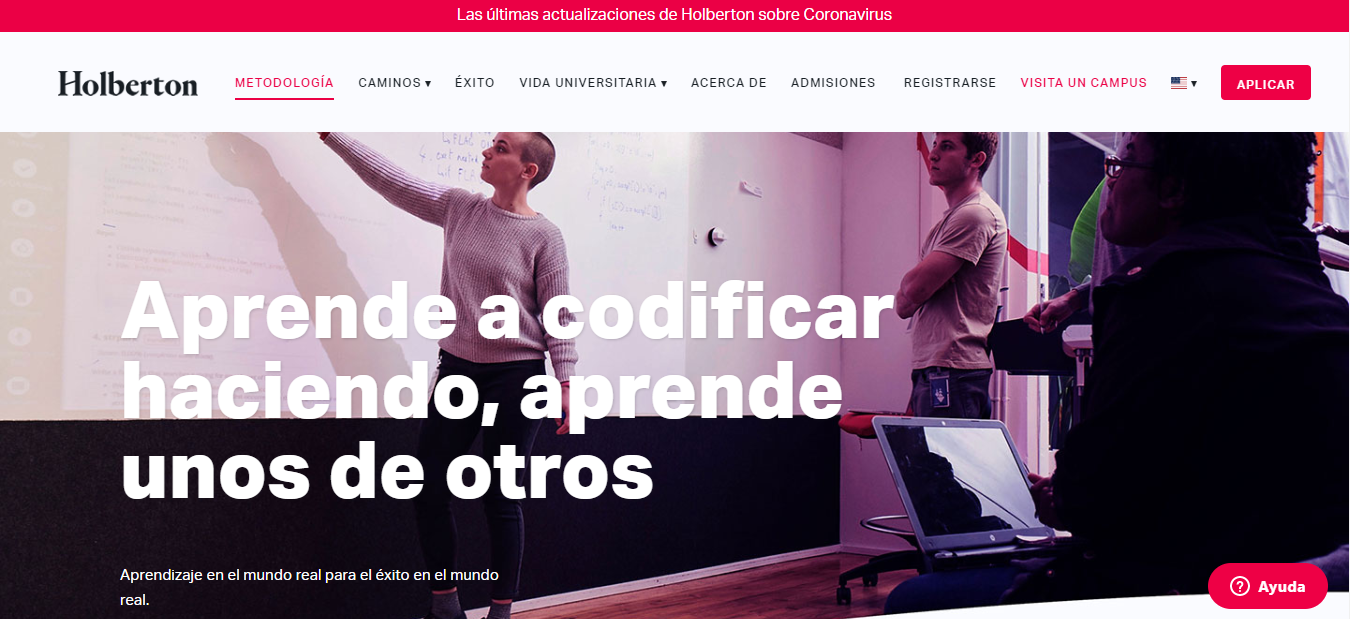 Las últimas actualizaciones de Holberton sobre Coronavirus
Holberton METODOLOGÍA CAMINOS ▾ ÉXITO VIDA UNIVERSITARIA ▾ ACERCA DE ADMISIONES REGISTRARSE VISITA UN CAMPUS ▾ APLICAR
Aprende a codificar
haciendo, aprende
unos de otros
Aprendizaje en el mundo real para el éxito en el mundo
real.
Ayuda